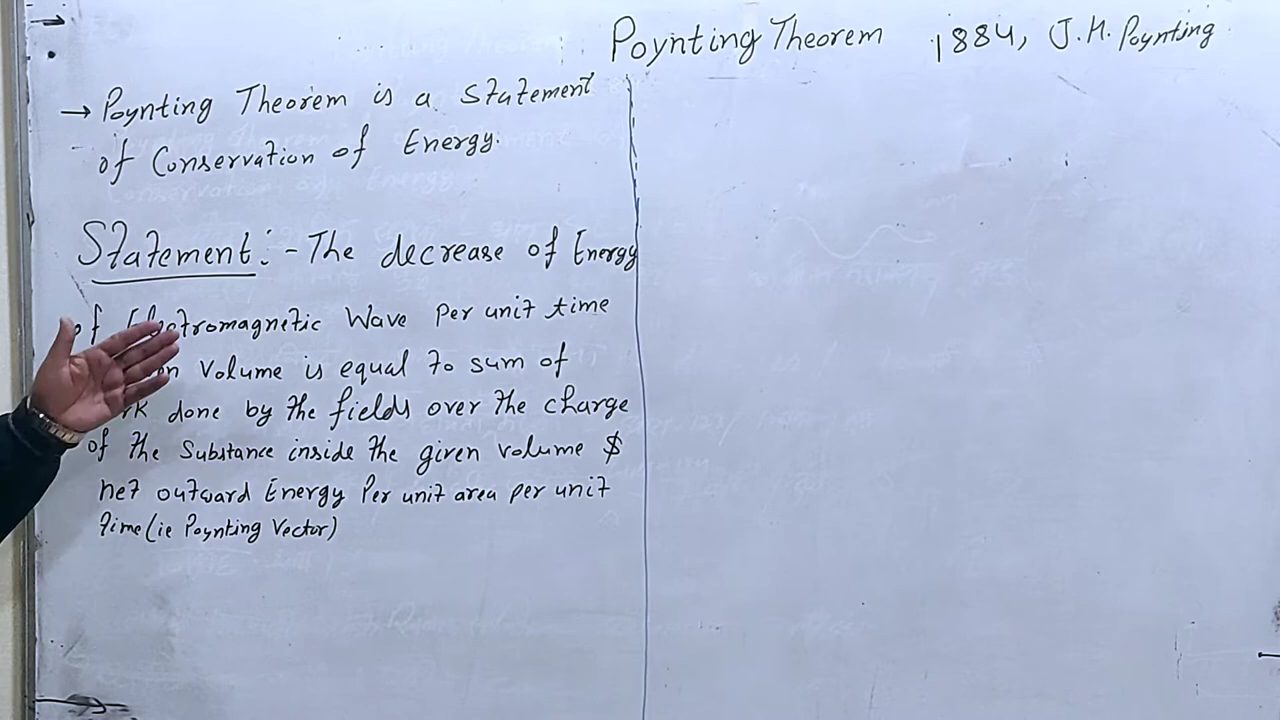 Poynting Theorem 1884, J.H. Poynting
→ Poynting Theorem is a Statement
of Conservation of Energy.
Statement:- The decrease of Energy
of Electromagnetic Wave Per unit time
volume is equal to sum of
done by the fields over the charge
of the Substance inside the given volume $
net outward Energy Per unit area per unit
time (ie Poynting Vector)